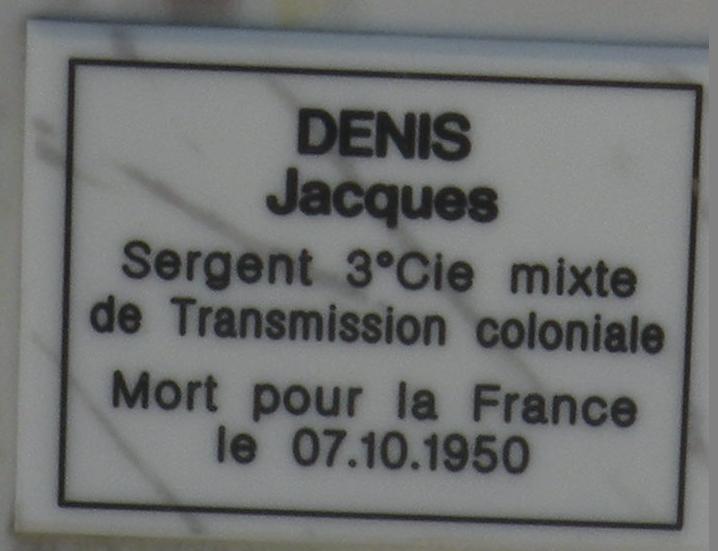 DENIS
Jacques
Sergent 3°Cie mixte
de Transmission coloniale
Mort pour la France
le 07.10.1950